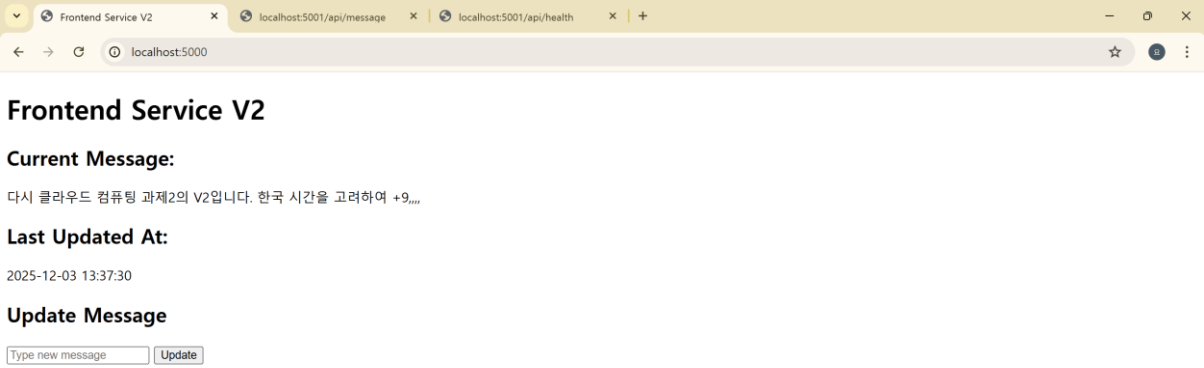 Frontend Service V2
localhost:5001/api/message
localhost:5001/api/health
localhost:5000
Frontend Service V2
Current Message:
다시 클라우드 컴퓨팅 과제2의 V2입니다. 한국 시간을 고려하여 +9,,,,
Last Updated At:
2025-12-03 13:37:30
Update Message
Type new message Update